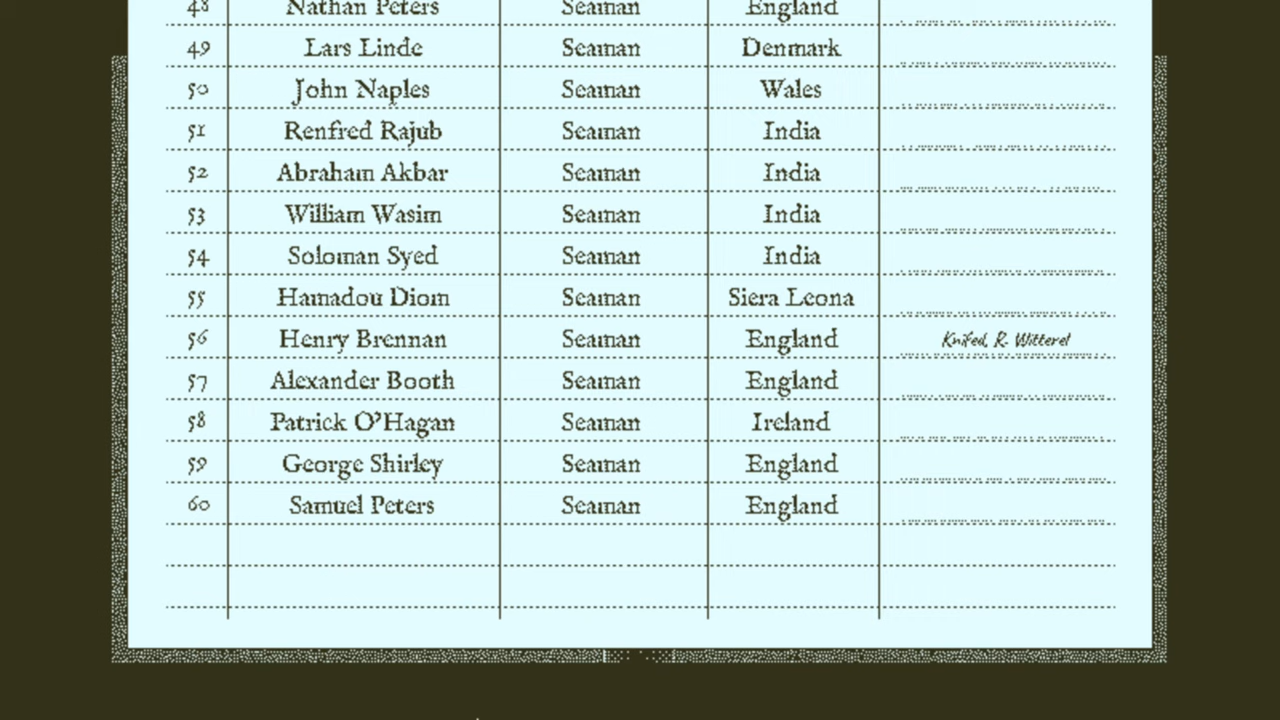 48 Nathan Peters Seaman England
49 Lars Linde Seaman Denmark
50 John Naples Seaman Wales
51 Renfred Rajub Seaman India
52 Abraham Akbar Seaman India
53 William Wasim Seaman India
54 Soloman Syed Seaman India
55 Hamadou Diom Seaman Siera Leona
56 Henry Brennan Seaman England Knifed, R. Witterel
57 Alexander Booth Seaman England
58 Patrick O'Hagan Seaman Ireland
59 George Shirley Seaman England
60 Samuel Peters Seaman England